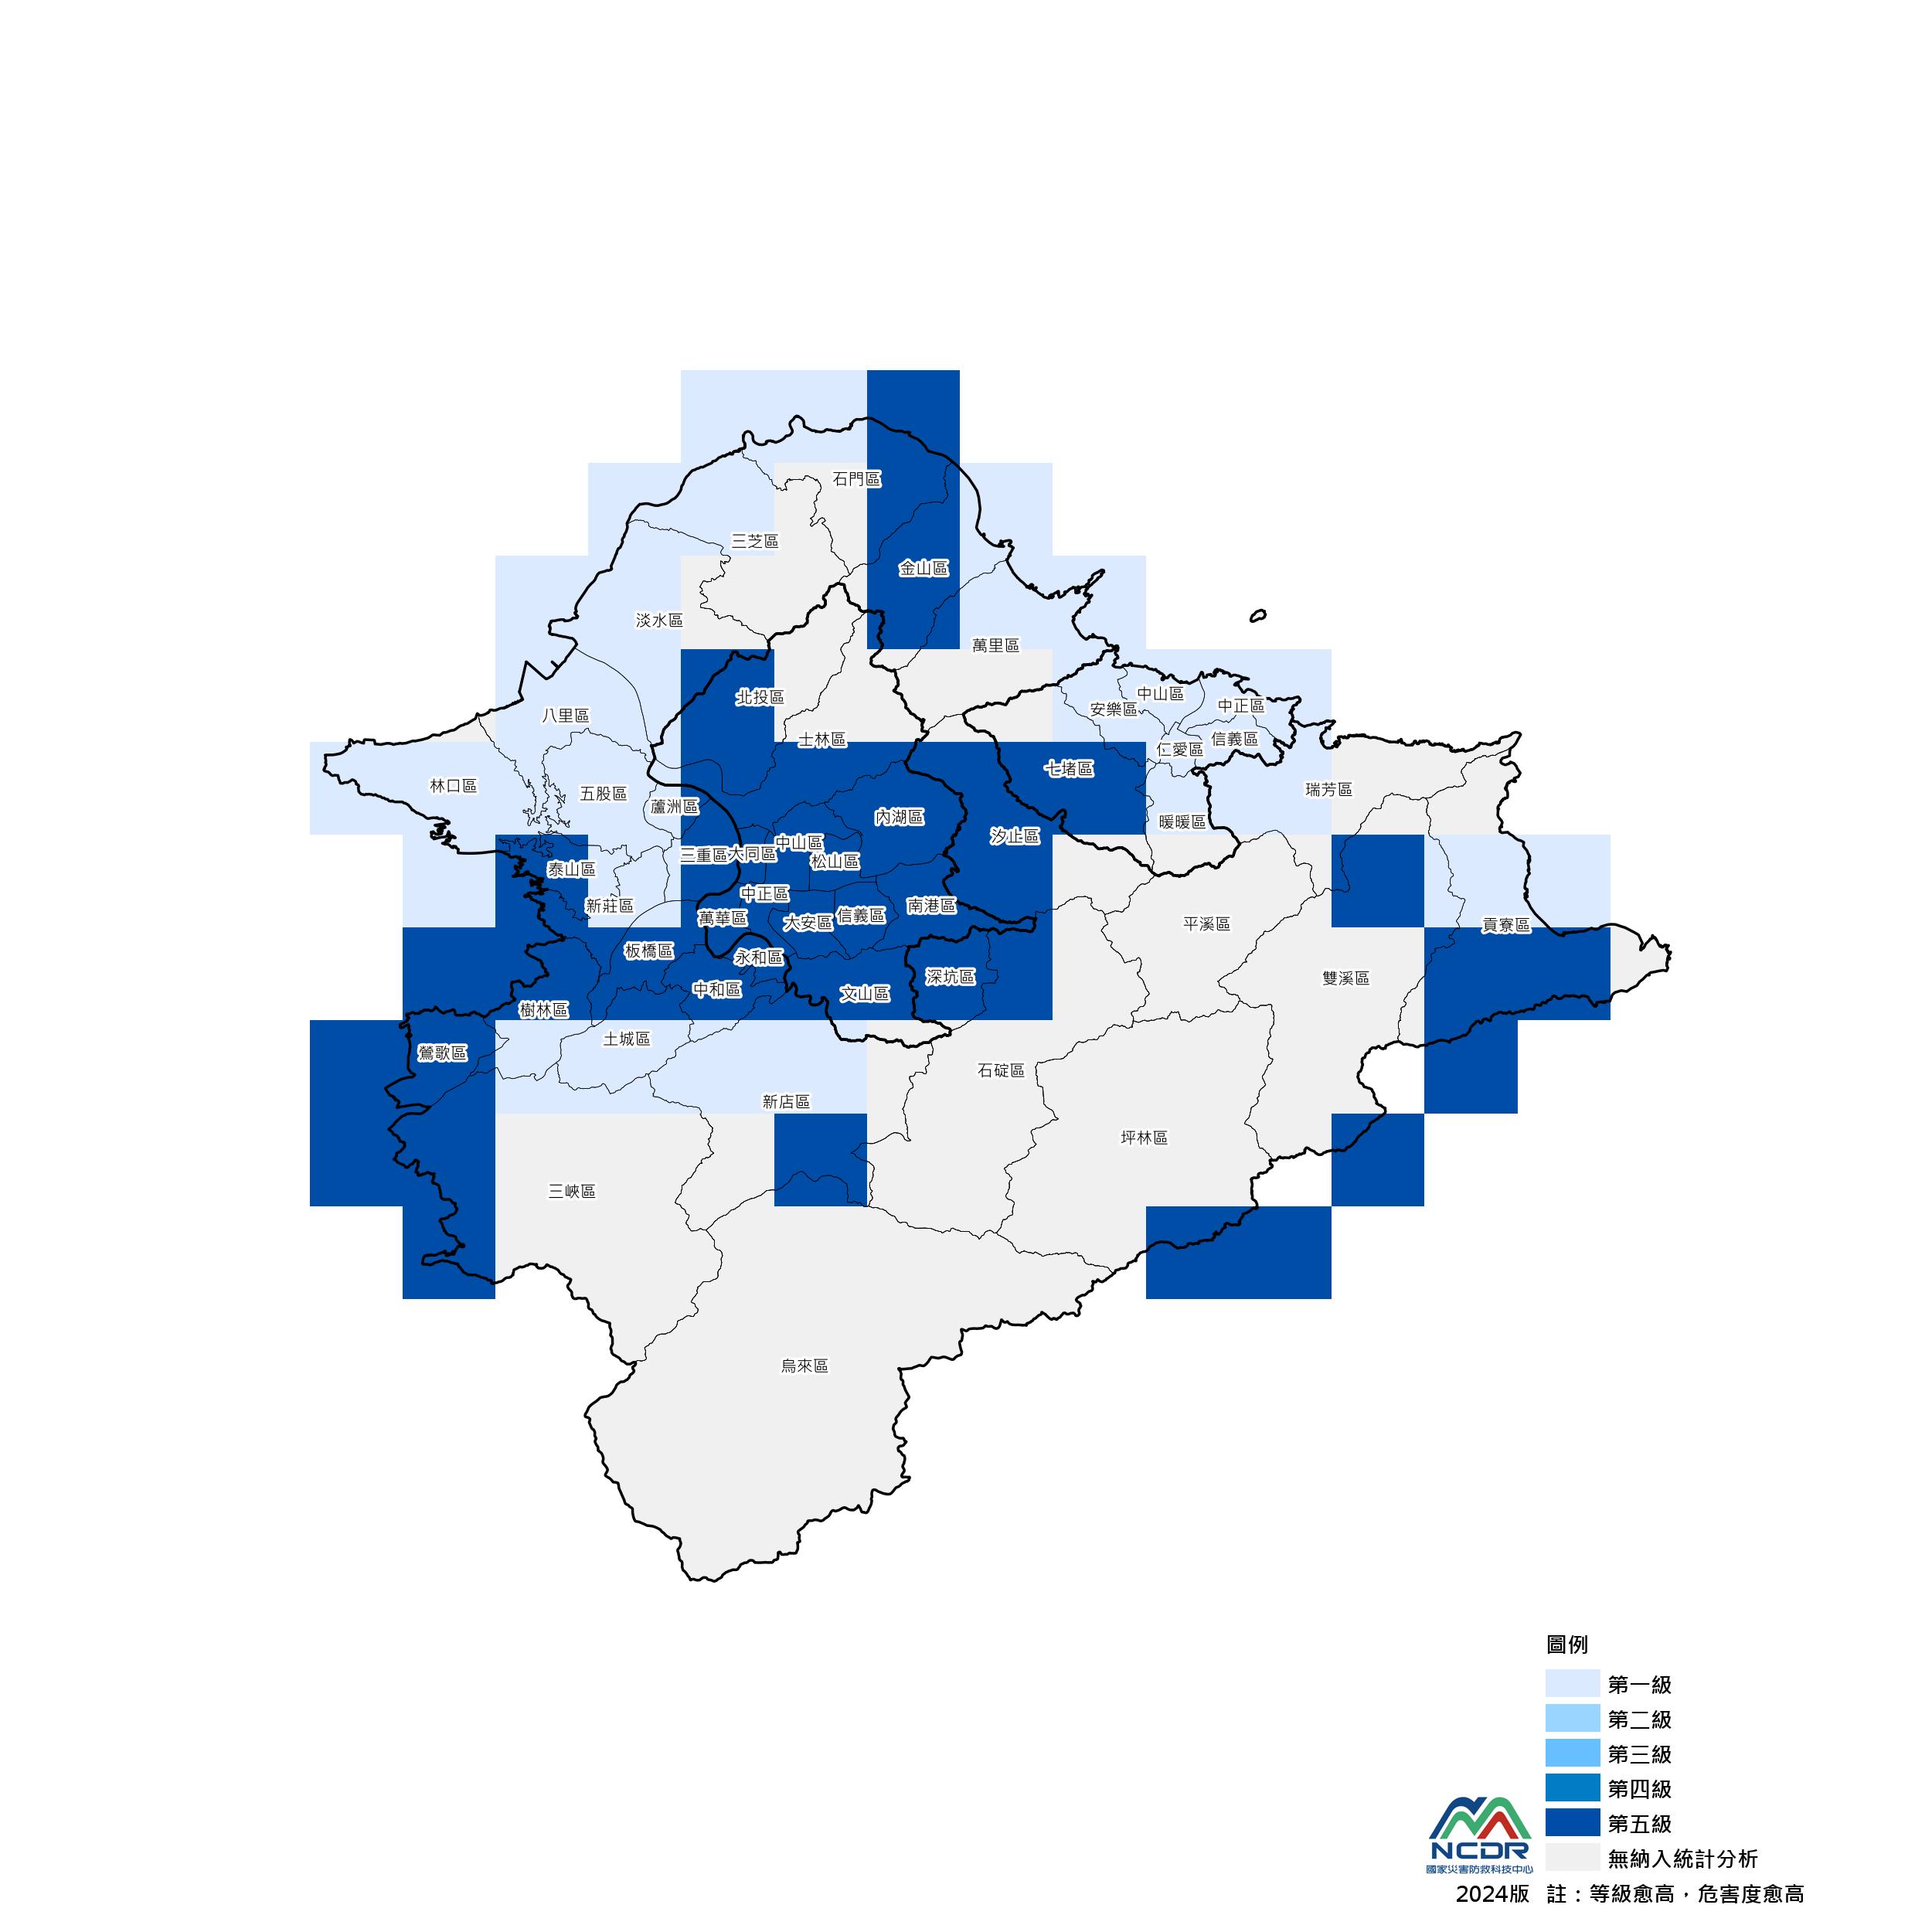 石門區
三芝區
金山區
淡水區
萬里區
北投區
中山區
中正區
安樂區
八里區
士林區
信義區
仁愛區
七堵區
林口區
瑞芳區
五股區
蘆洲區
內湖區
暖暖區
汐止區
中山區
三重區
大同區
松山區
泰山區
中正區
新莊區
南港區
萬華區
大安區
信義區
平溪區
貢寮區
板橋區
永和區
深坑區
雙溪區
中和區
文山區
樹林區
土城區
鶯歌區
石碇區
新店區
坪林區
三峽區
烏來區
圖例
第一級
第二級
第三級
第四級
第五級
無納入統計分析
NCDR
國家災害防救科技中心
2024版 註：等級愈高，危害度愈高